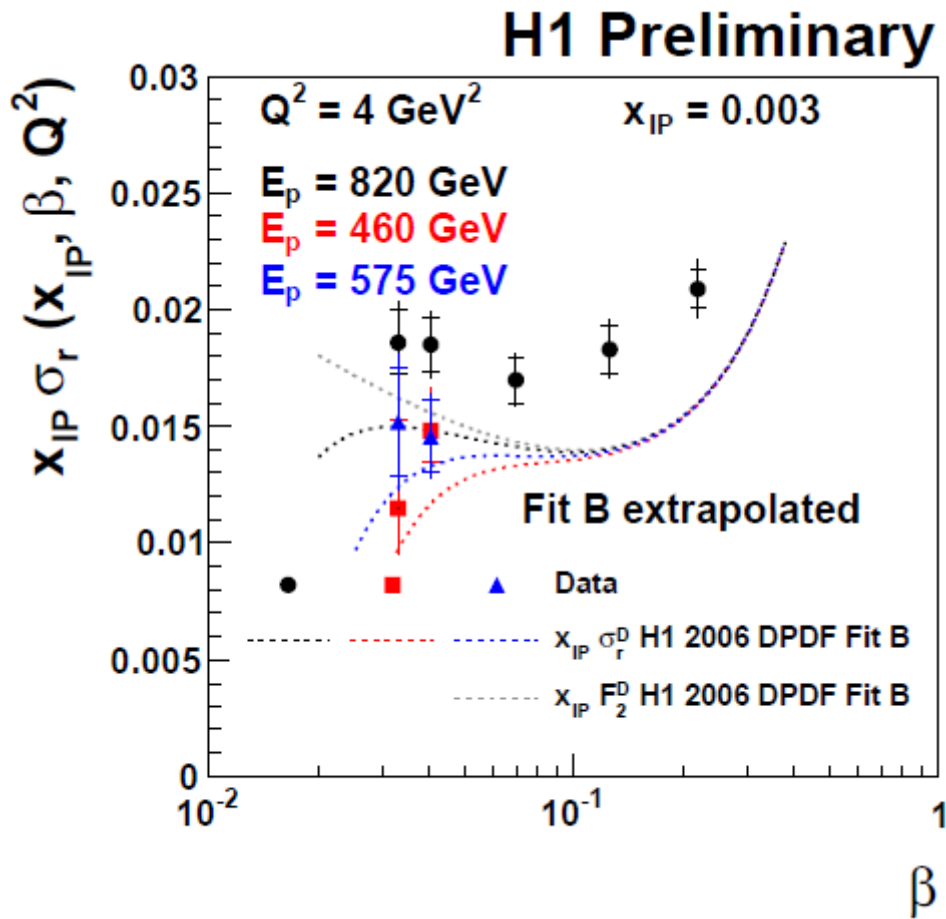 H1 Preliminary
x_IP σ_r (x_IP, β, Q²)
0.03
Q² = 4 GeV²
x_IP = 0.003
E_p = 820 GeV
0.025
E_p = 460 GeV
E_p = 575 GeV
0.02
0.015
Fit B extrapolated
0.01
Data
x_IP σ_r^D H1 2006 DPDF Fit B
0.005
x_IP F_2^D H1 2006 DPDF Fit B
0
10⁻²
10⁻¹
1
β